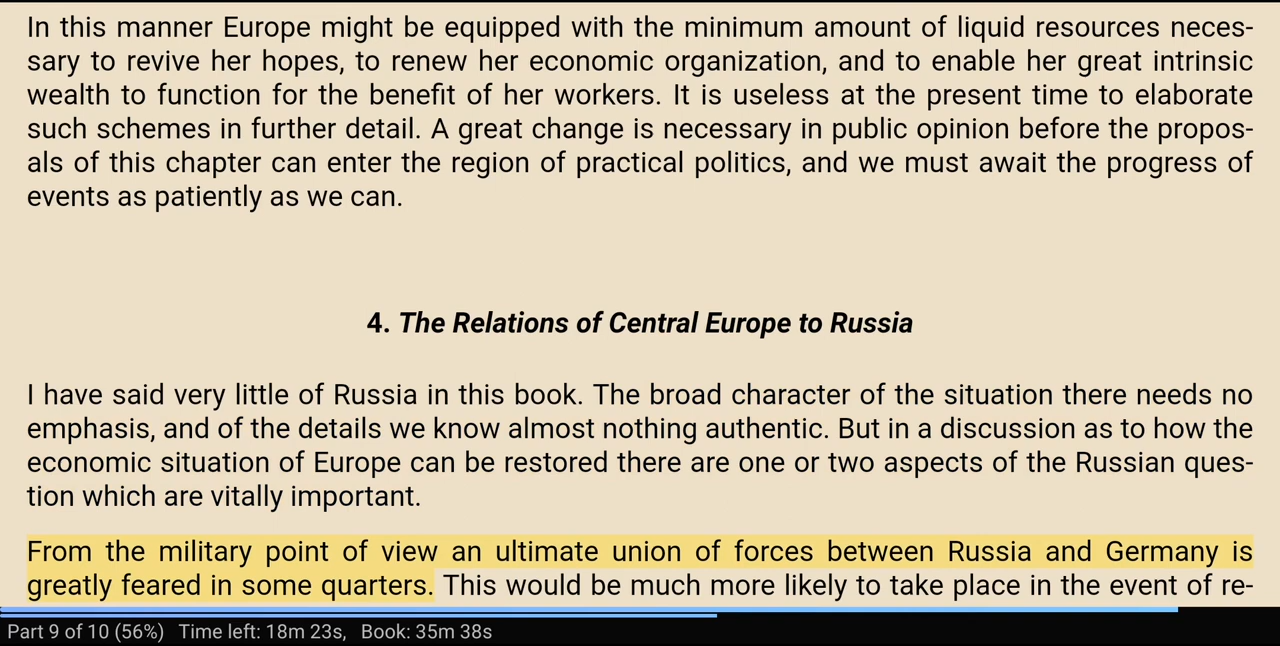 In this manner Europe might be equipped with the minimum amount of liquid resources neces-
sary to revive her hopes, to renew her economic organization, and to enable her great intrinsic
wealth to function for the benefit of her workers. It is useless at the present time to elaborate
such schemes in further detail. A great change is necessary in public opinion before the propos-
als of this chapter can enter the region of practical politics, and we must await the progress of
events as patiently as we can.
4. The Relations of Central Europe to Russia
I have said very little of Russia in this book. The broad character of the situation there needs no
emphasis, and of the details we know almost nothing authentic. But in a discussion as to how the
economic situation of Europe can be restored there are one or two aspects of the Russian ques-
tion which are vitally important.
From the military point of view an ultimate union of forces between Russia and Germany is
greatly feared in some quarters. This would be much more likely to take place in the event of re-
Part 9 of 10 (56%) Time left: 18m 23s, Book: 35m 38s